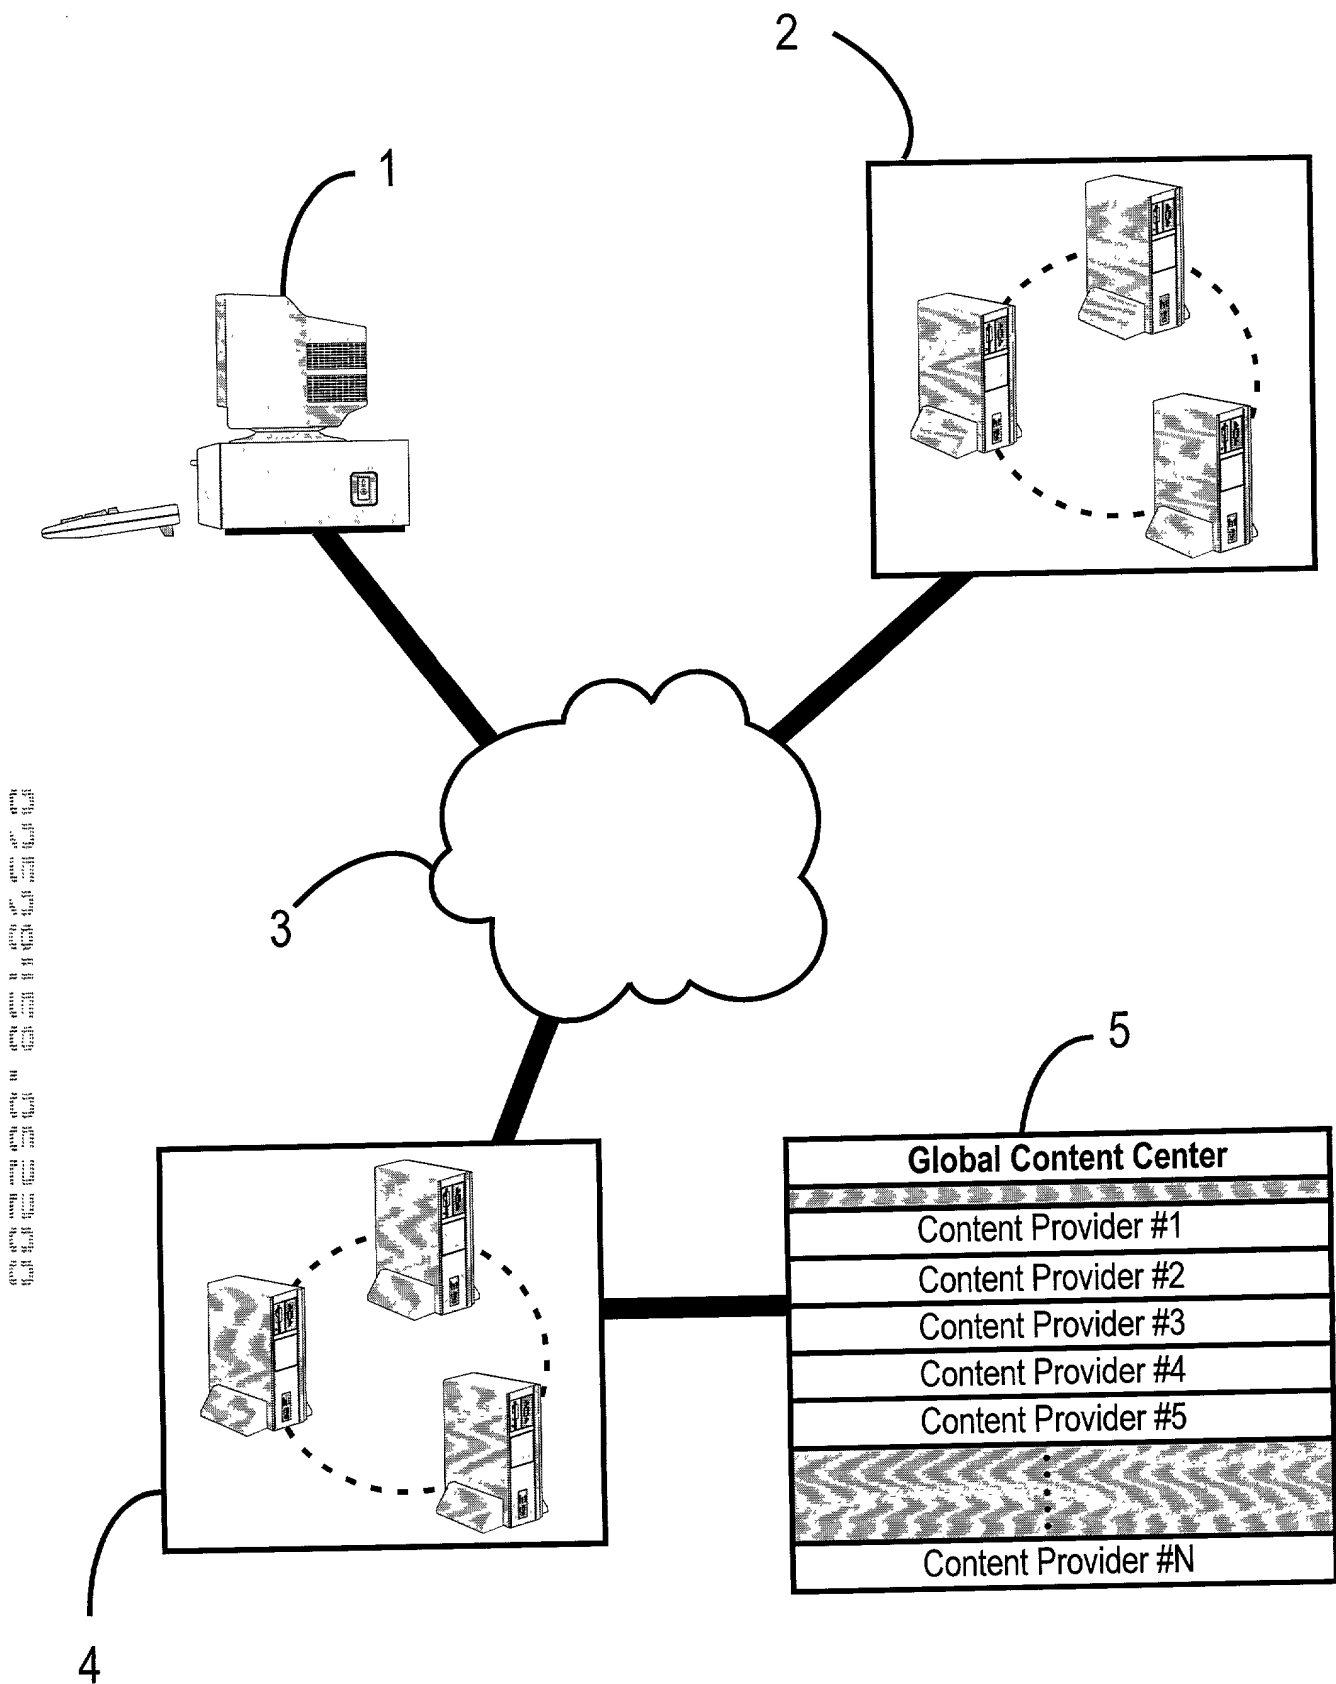 2
1
3
5
Global Content Center
Content Provider #1
Content Provider #2
Content Provider #3
Content Provider #4
Content Provider #5
Content Provider #N
4